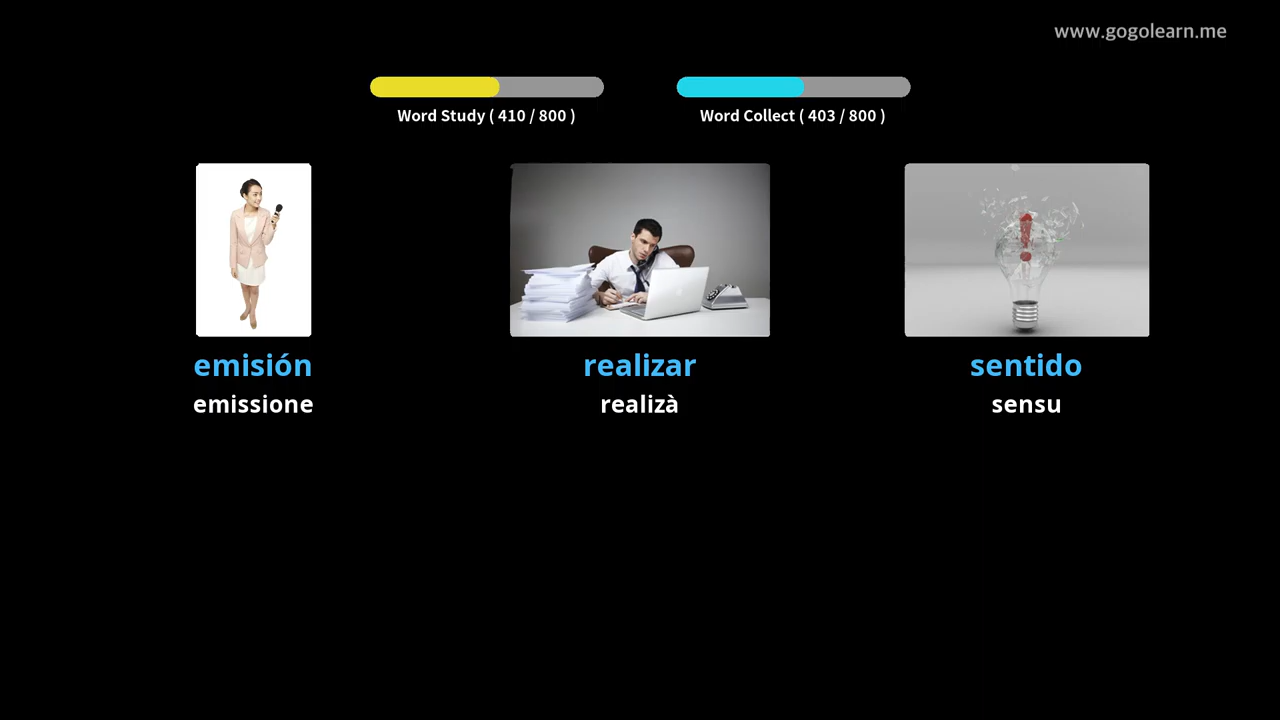 www.gogolearn.me
Word Study ( 410 / 800 )
Word Collect ( 403 / 800 )
emisión
realizar
sentido
emissione
realizà
sensu